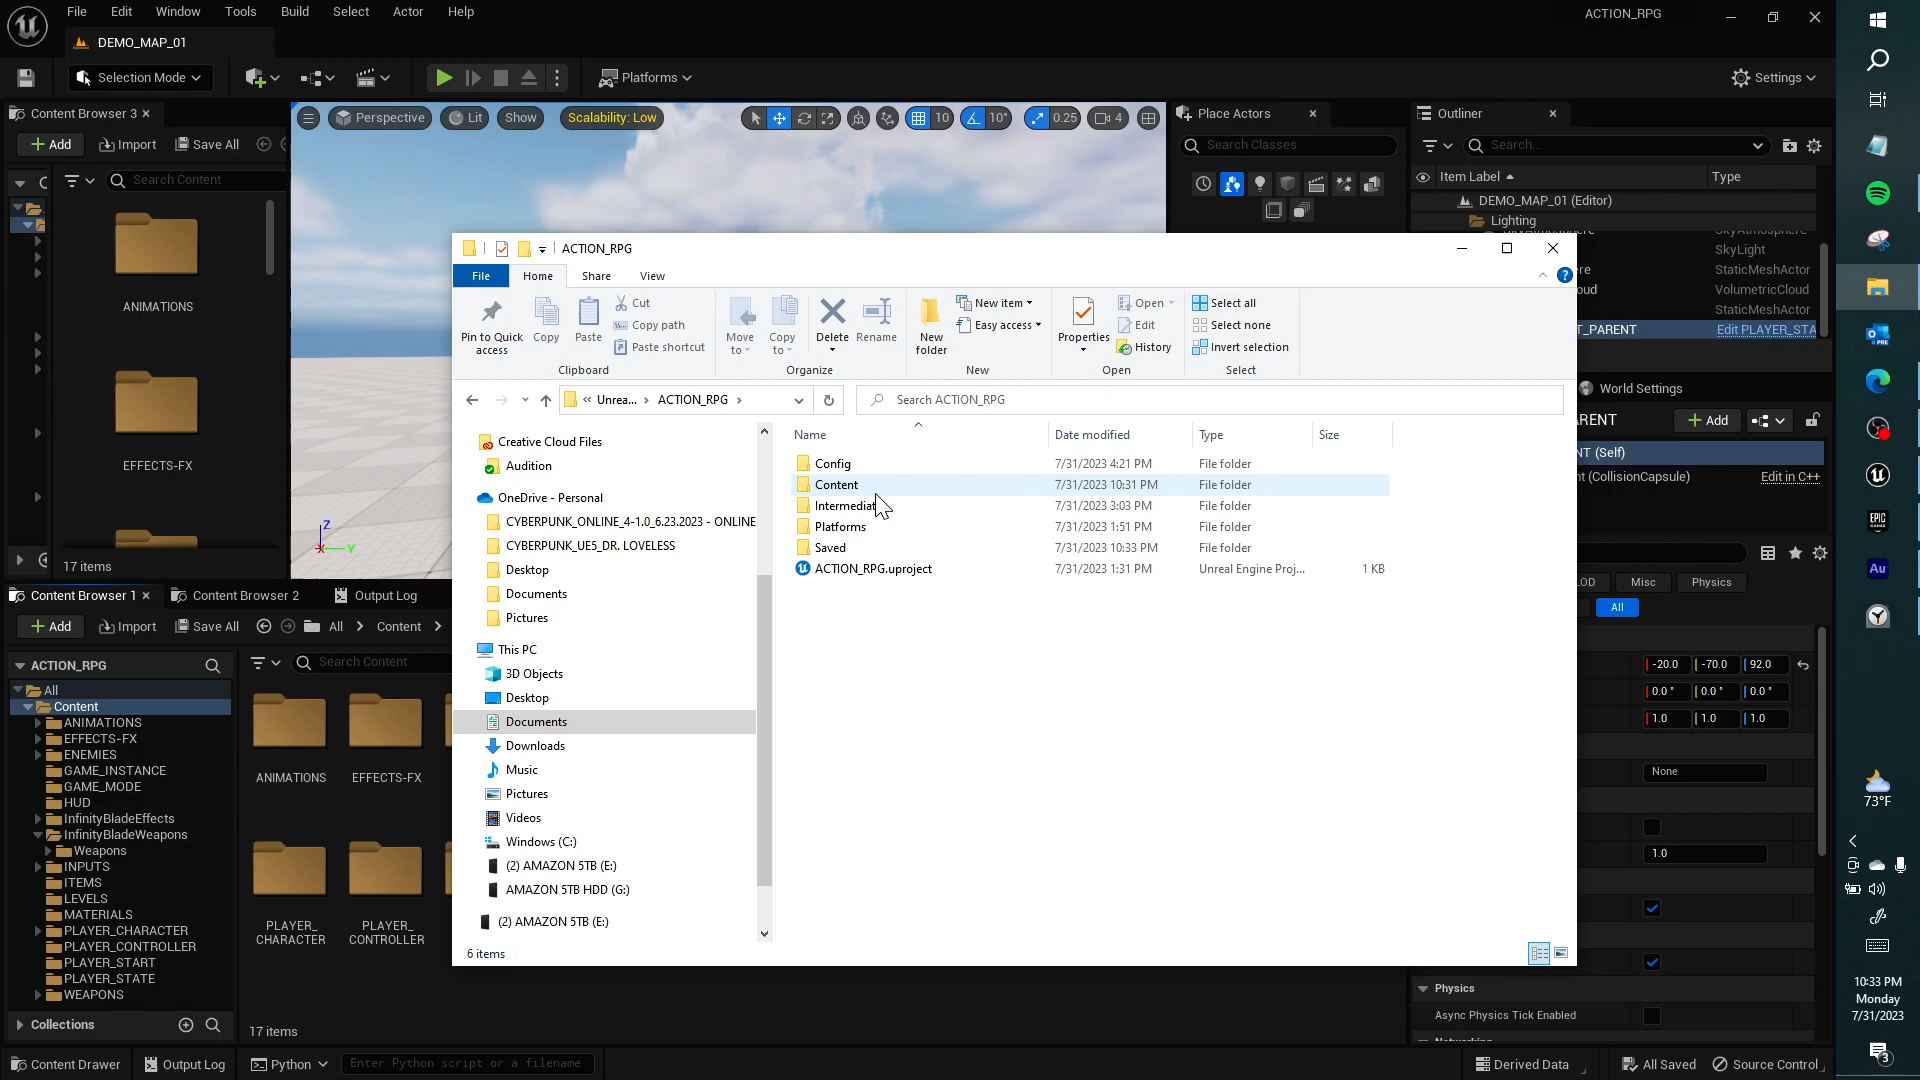 File Edit Window Tools Build Select Actor Help
ACTION_RPG
DEMO_MAP_01
Selection Mode
Platforms
Settings
Content Browser 3
Perspective
Lit
Show
Scalability: Low
10
10°
0.25
4
Place Actors
Outliner
Add
Import
Save All
Search Classes
Search...
Search Content
Item Label
Type
DEMO_MAP_01 (Editor)
Lighting
SkyLight
StaticMeshActor
VolumetricCloud
StaticMeshActor
T_PARENT
Edit PLAYER_STA
ANIMATIONS
EFFECTS-FX
17 items
ACTION_RPG
File
Home
Share
View
Pin to Quick access
Copy
Paste
Cut
Copy path
Paste shortcut
Clipboard
Move to
Copy to
Delete
Rename
Organize
New folder
New item
Easy access
New
Properties
Open
Edit
History
Open
Select all
Select none
Invert selection
Select
« Unrea... › ACTION_RPG ›
Search ACTION_RPG
Creative Cloud Files
Audition
OneDrive - Personal
CYBERPUNK_ONLINE_4-1.0_6.23.2023 - ONLINE
CYBERPUNK_UE5_DR. LOVELESS
Desktop
Documents
Pictures
This PC
3D Objects
Desktop
Documents
Downloads
Music
Pictures
Videos
Windows (C:)
(2) AMAZON 5TB (E:)
AMAZON 5TB HDD (G:)
(2) AMAZON 5TB (E:)
6 items
Name Date modified Type Size
Config 7/31/2023 4:21 PM File folder
Content 7/31/2023 10:31 PM File folder
Intermediat 7/31/2023 3:03 PM File folder
Platforms 7/31/2023 1:51 PM File folder
Saved 7/31/2023 10:33 PM File folder
ACTION_RPG.uproject 7/31/2023 1:31 PM Unreal Engine Proj... 1 KB
World Settings
ARENT
Add
NT (Self)
t (CollisionCapsule)
Edit in C++
LOD
Misc
Physics
All
-20.0 -70.0 92.0
0.0° 0.0° 0.0°
1.0 1.0 1.0
None
1.0
Physics
Async Physics Tick Enabled
Content Browser 1
Content Browser 2
Output Log
Add
Import
Save All
All
Content
ACTION_RPG
Search Content
All
Content
ANIMATIONS
EFFECTS-FX
ENEMIES
GAME_INSTANCE
GAME_MODE
HUD
InfinityBladeEffects
InfinityBladeWeapons
Weapons
INPUTS
ITEMS
LEVELS
MATERIALS
PLAYER_CHARACTER
PLAYER_CONTROLLER
PLAYER_START
PLAYER_STATE
WEAPONS
Collections
ANIMATIONS
EFFECTS-FX
PLAYER_
CHARACTER
PLAYER_
CONTROLLER
17 items
Content Drawer
Output Log
Python
Enter Python script or a filename
Derived Data
All Saved
Source Control
PRE
EPIC
GAMES
Au
73°F
10:33 PM
Monday
7/31/2023
3
X
Y
Z